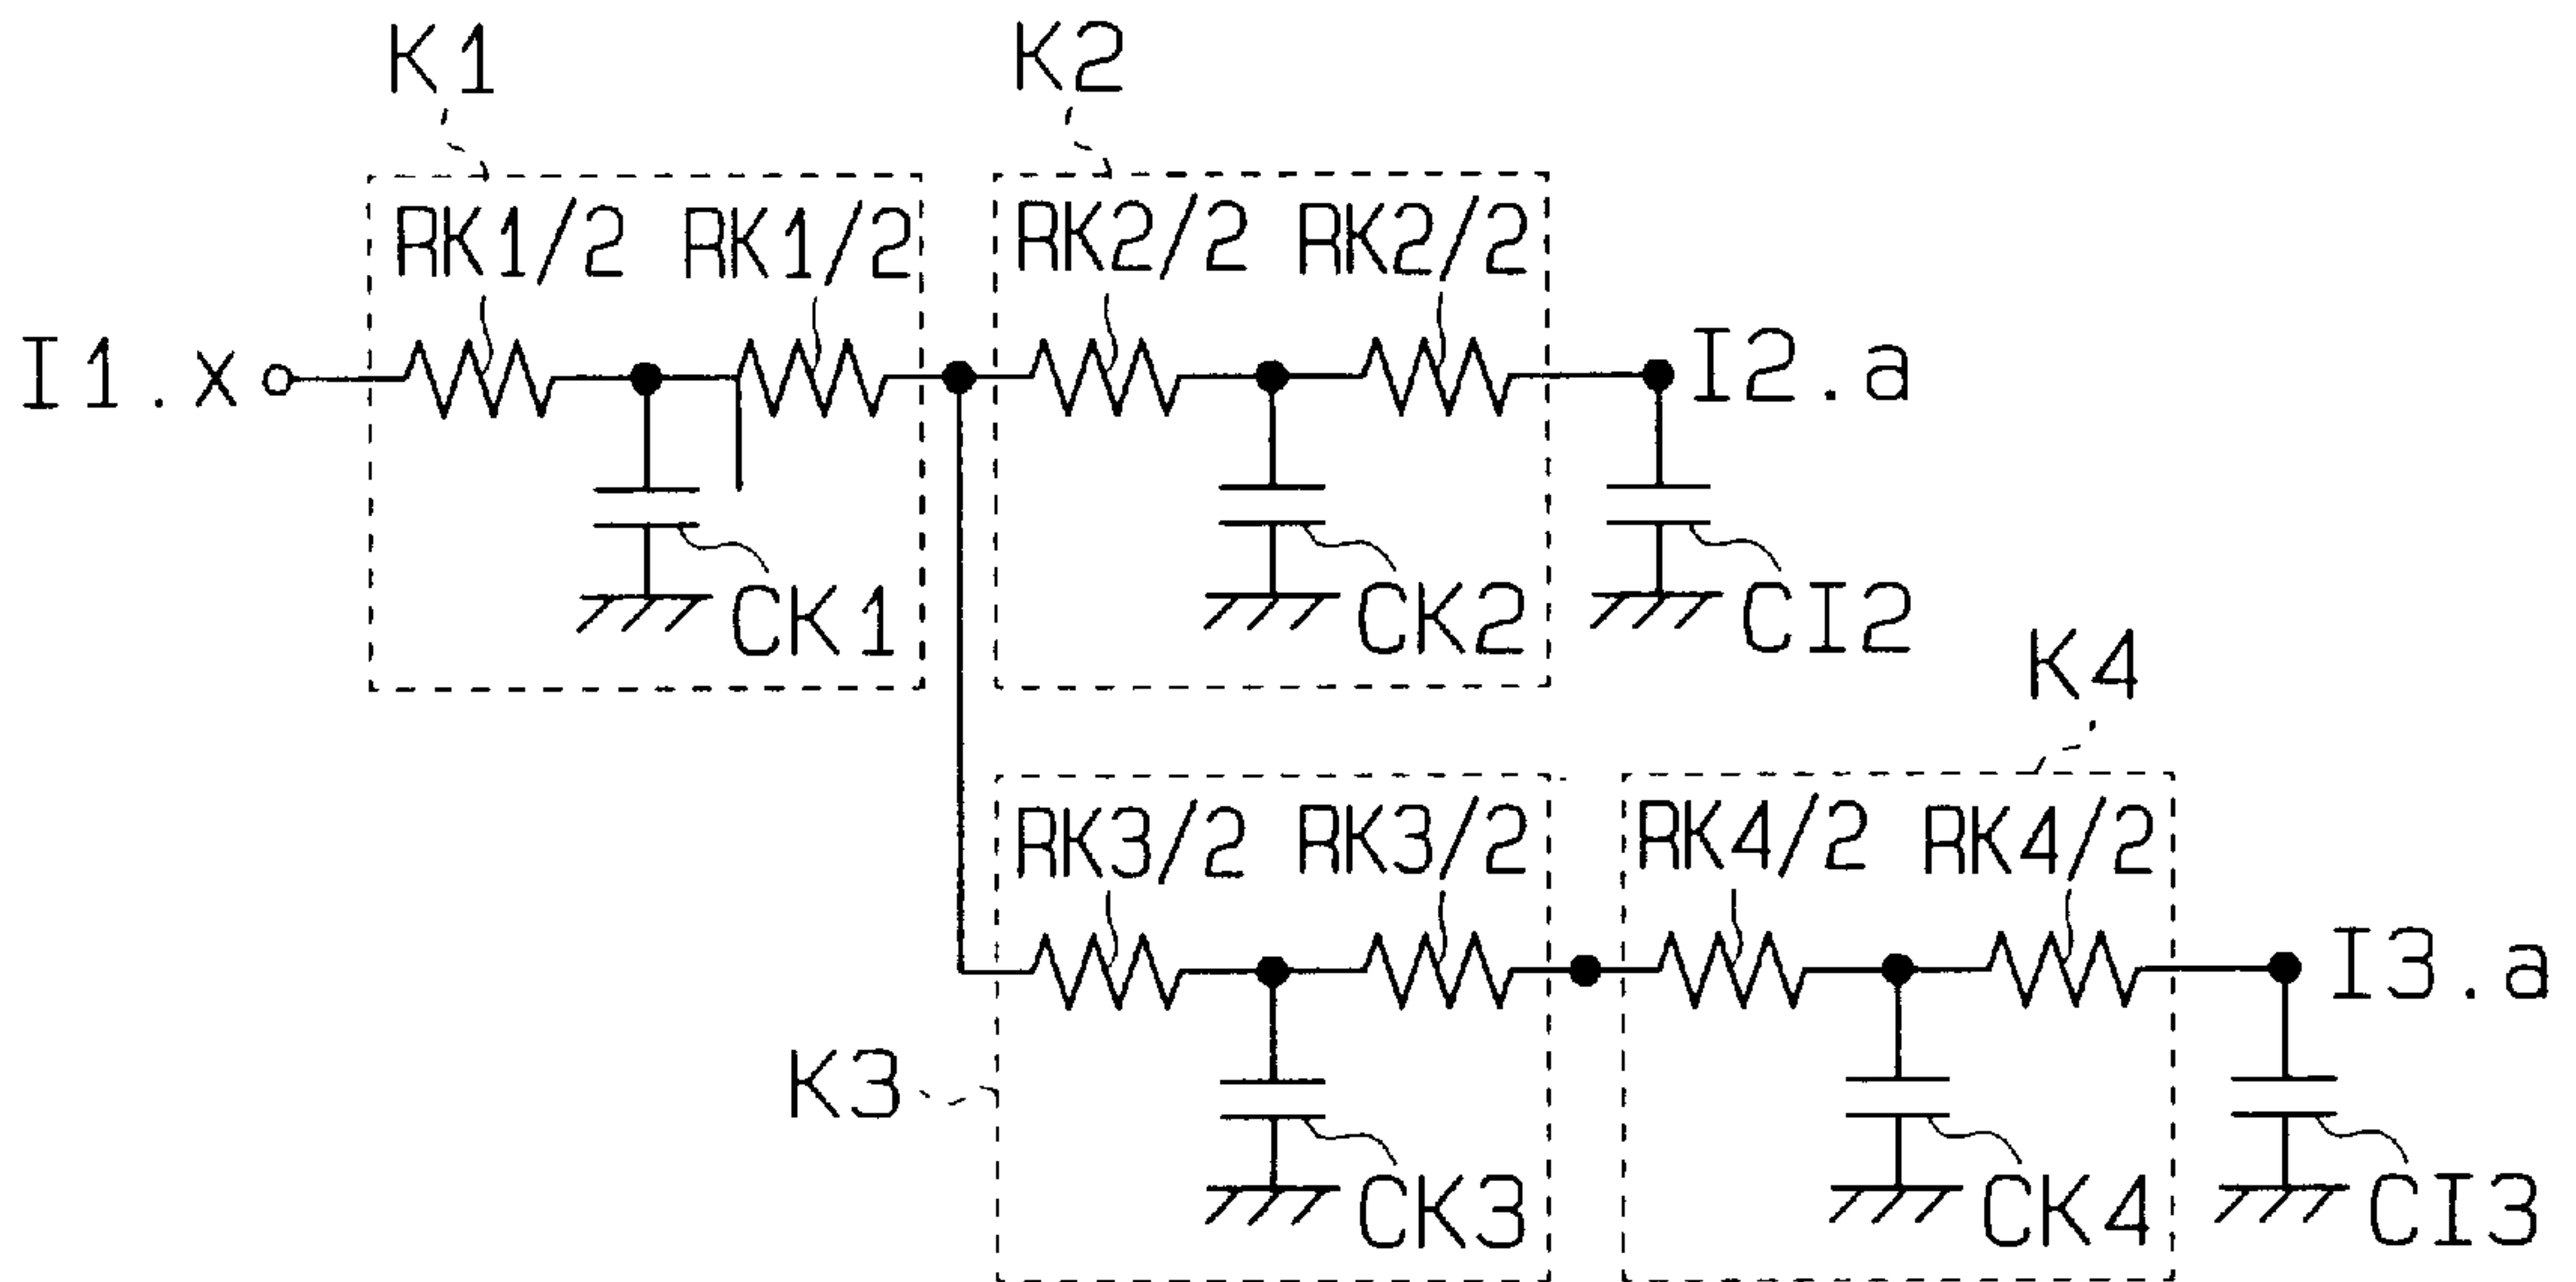 K1
K2
RK1/2
RK1/2
RK2/2
RK2/2
I1.x
I2.a
CK1
CK2
CI2
K4
RK3/2
RK3/2
RK4/2
RK4/2
I3.a
K3
CK3
CK4
CI3